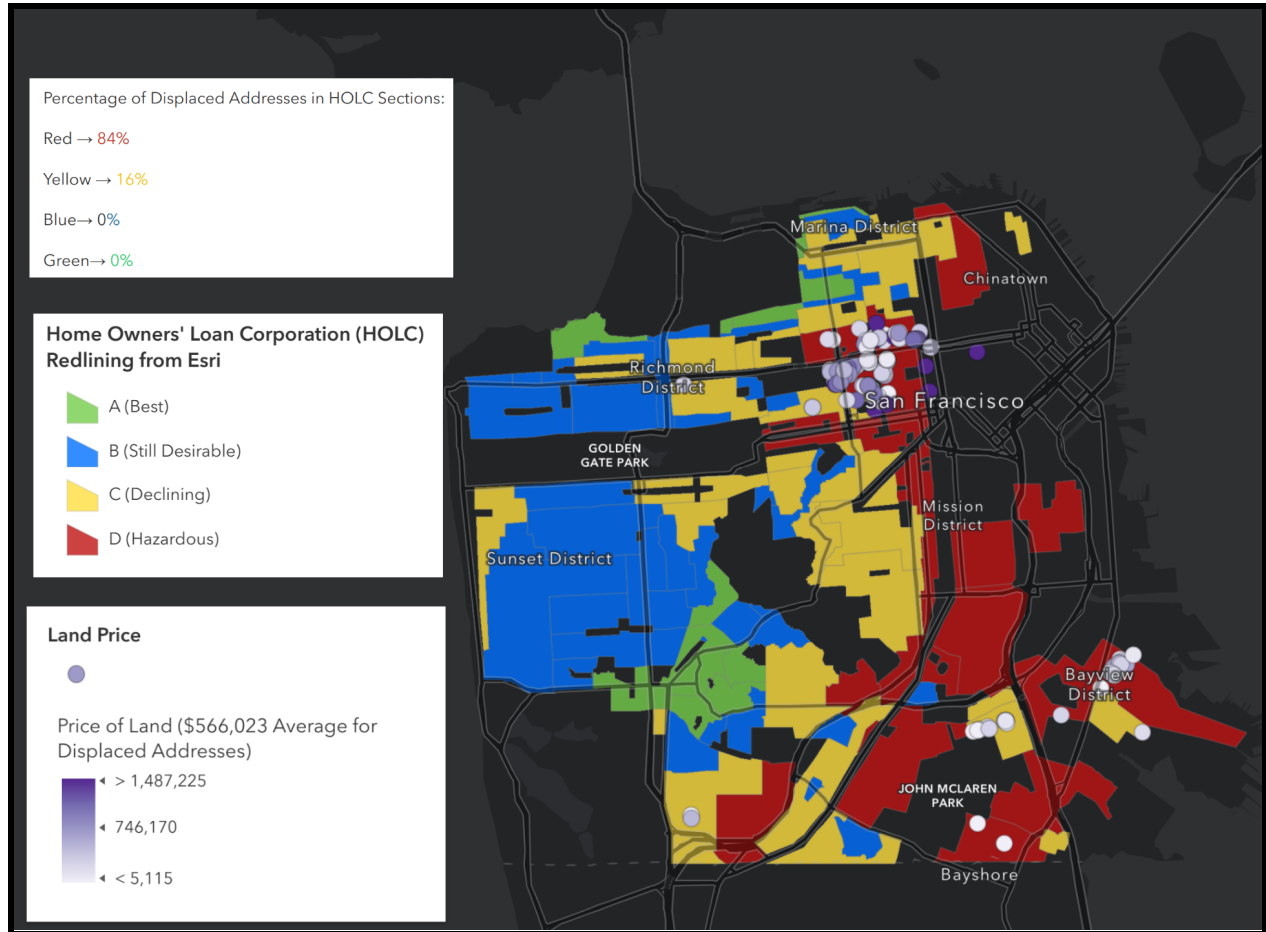 Percentage of Displaced Addresses in HOLC Sections:
Red → 84%
Yellow → 16%
Blue→ 0%
Green→ 0%
Home Owners' Loan Corporation (HOLC)
Redlining from Esri
A (Best)
B (Still Desirable)
C (Declining)
D (Hazardous)
Land Price
Price of Land ($566,023 Average for
Displaced Addresses)
> 1,487,225
746,170
< 5,115
Marina District
Chinatown
Richmond
District
San Francisco
GOLDEN
GATE PARK
Mission
District
Sunset District
Bayview
District
JOHN MCLAREN
PARK
Bayshore